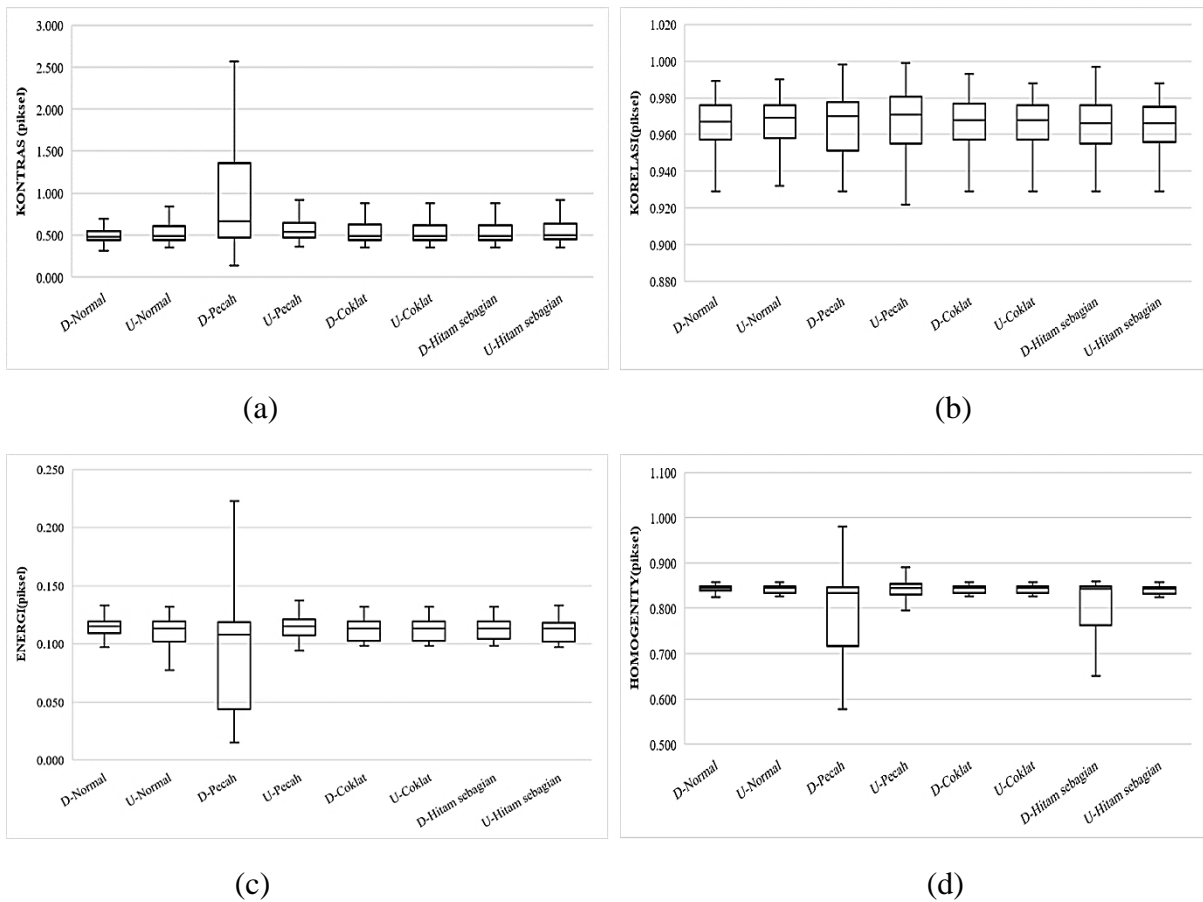 3.000
2.500
2.000
1.500
1.000
0.500
0.000
KONTRAS (piksel)
D-Normal
U-Normal
D-Pecah
U-Pecah
D-Coklat
U-Coklat
D-Hitam sebagian
U-Hitam sebagian
(a)
1.020
1.000
0.980
0.960
0.940
0.920
0.900
0.880
KORELASI(piksel)
D-Normal
U-Normal
D-Pecah
U-Pecah
D-Coklat
U-Coklat
D-Hitam sebagian
U-Hitam sebagian
(b)
0.250
0.200
0.150
0.100
0.050
0.000
ENERGI(piksel)
D-Normal
U-Normal
D-Pecah
U-Pecah
D-Coklat
U-Coklat
D-Hitam sebagian
U-Hitam sebagian
(c)
1.100
1.000
0.900
0.800
0.700
0.600
0.500
HOMOGENITY(piksel)
D-Normal
U-Normal
D-Pecah
U-Pecah
D-Coklat
U-Coklat
D-Hitam sebagian
U-Hitam sebagian
(d)